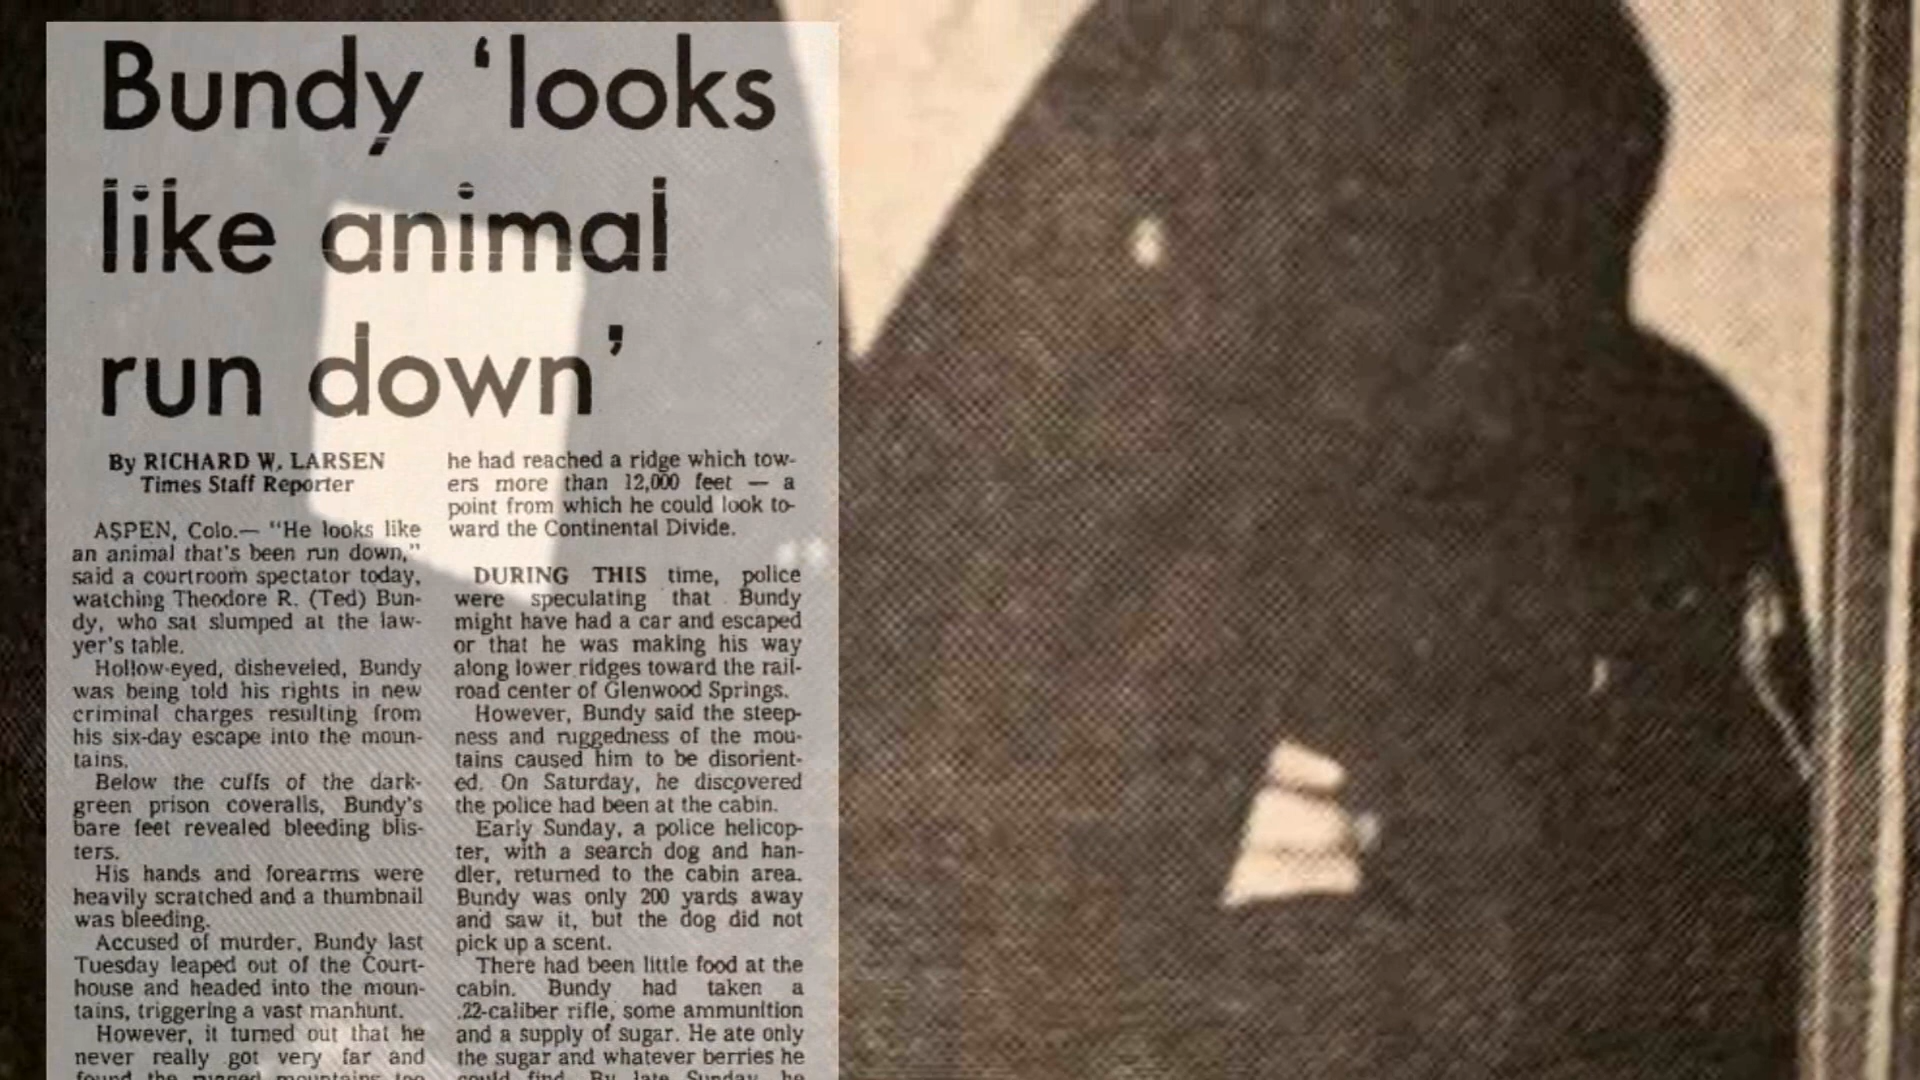 Bundy ‘looks
like animal
run down’
By RICHARD W. LARSEN
Times Staff Reporter
ASPEN, Colo.— “He looks like
an animal that’s been run down,”
said a courtroom spectator today,
watching Theodore R. (Ted) Bun-
dy, who sat slumped at the law-
yer’s table.
Hollow-eyed, disheveled, Bundy
was being told his rights in new
criminal charges resulting from
his six-day escape into the moun-
tains.
Below the cuffs of the dark-
green prison coveralls, Bundy’s
bare feet revealed bleeding blis-
ters.
His hands and forearms were
heavily scratched and a thumbnail
was bleeding.
Accused of murder, Bundy last
Tuesday leaped out of the Court-
house and headed into the moun-
tains, triggering a vast manhunt.
However, it turned out that he
never really got very far and
found the rugged mountains too
he had reached a ridge which tow-
ers more than 12,000 feet — a
point from which he could look to-
ward the Continental Divide.
DURING THIS time, police
were speculating that Bundy
might have had a car and escaped
or that he was making his way
along lower ridges toward the rail-
road center of Glenwood Springs.
However, Bundy said the steep-
ness and ruggedness of the mou-
tains caused him to be disorient-
ed. On Saturday, he discovered
the police had been at the cabin.
Early Sunday, a police helicop-
ter, with a search dog and han-
dler, returned to the cabin area.
Bundy was only 200 yards away
and saw it, but the dog did not
pick up a scent.
There had been little food at the
cabin. Bundy had taken a
.22-caliber rifle, some ammunition
and a supply of sugar. He ate only
the sugar and whatever berries he
could find. By late Sunday, he